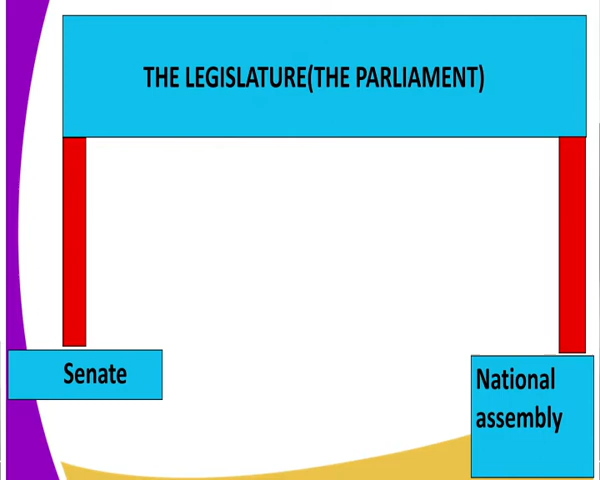 THE LEGISLATURE(THE PARLIAMENT)
Senate
National
assembly